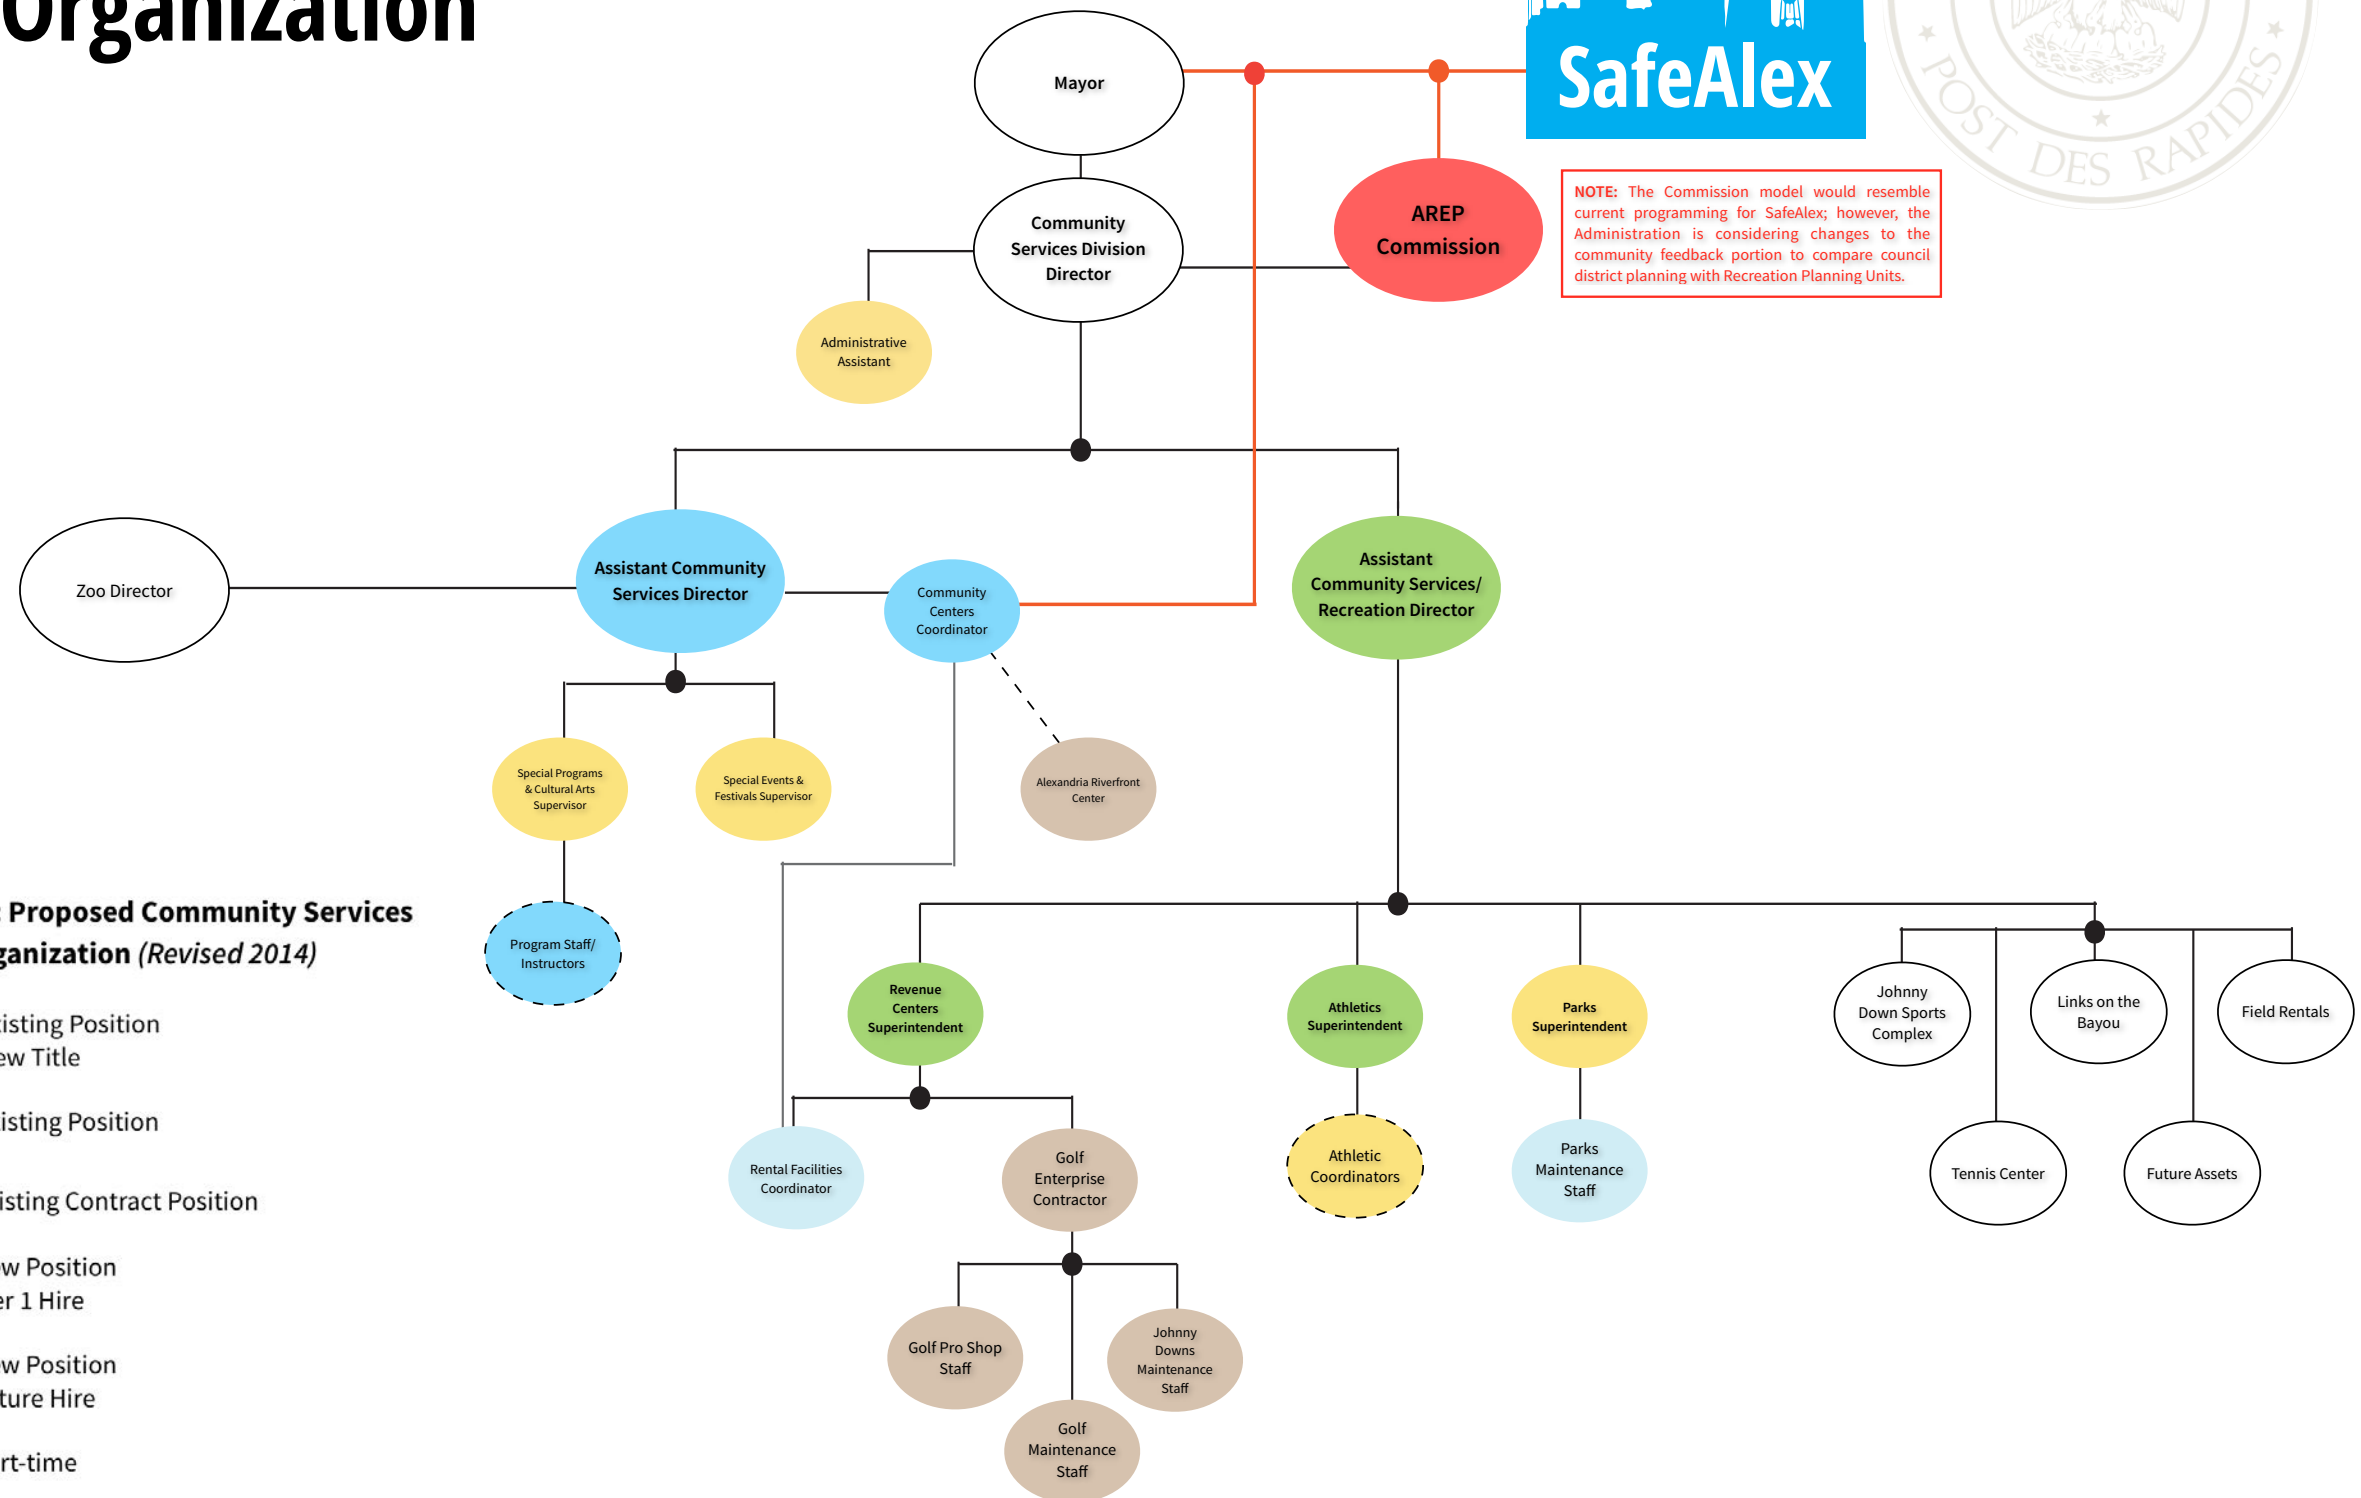 Organization
Mayor
SafeAlex
POST DES RAPIDES
Community
Services Division
Director
AREP
Commission
NOTE: The Commission model would resemble
current programming for SafeAlex; however, the
Administration is considering changes to the
community feedback portion to compare council
district planning with Recreation Planning Units.
Administrative
Assistant
Zoo Director
Assistant Community
Services Director
Community
Centers
Coordinator
Assistant
Community Services/
Recreation Director
Special Programs
& Cultural Arts
Supervisor
Special Events &
Festivals Supervisor
Alexandria Riverfront
Center
Program Staff/
Instructors
Revenue
Centers
Superintendent
Athletics
Superintendent
Parks
Superintendent
Johnny
Down Sports
Complex
Links on the
Bayou
Field Rentals
Rental Facilities
Coordinator
Golf
Enterprise
Contractor
Athletic
Coordinators
Parks
Maintenance
Staff
Tennis Center
Future Assets
Golf Pro Shop
Staff
Johnny
Downs
Maintenance
Staff
Golf
Maintenance
Staff
: Proposed Community Services
ganization (Revised 2014)
isting Position
ew Title
isting Position
isting Contract Position
w Position
er 1 Hire
w Position
ture Hire
rt-time